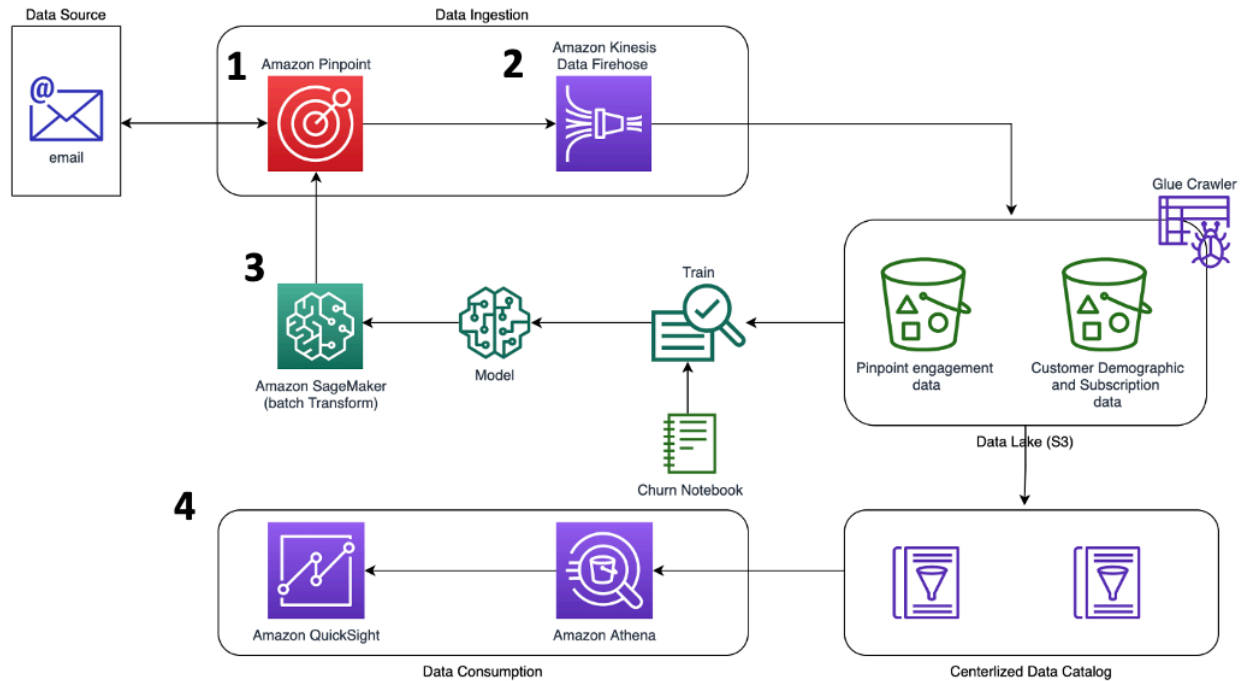 Data Source
Data Ingestion
1
Amazon Pinpoint
2
Amazon Kinesis
Data Firehose
@
email
Glue Crawler
3
Train
Amazon SageMaker
(batch Transform)
Model
Pinpoint engagement
data
Customer Demographic
and Subscription
data
Data Lake (S3)
Churn Notebook
4
Amazon QuickSight
Amazon Athena
Data Consumption
Centerlized Data Catalog